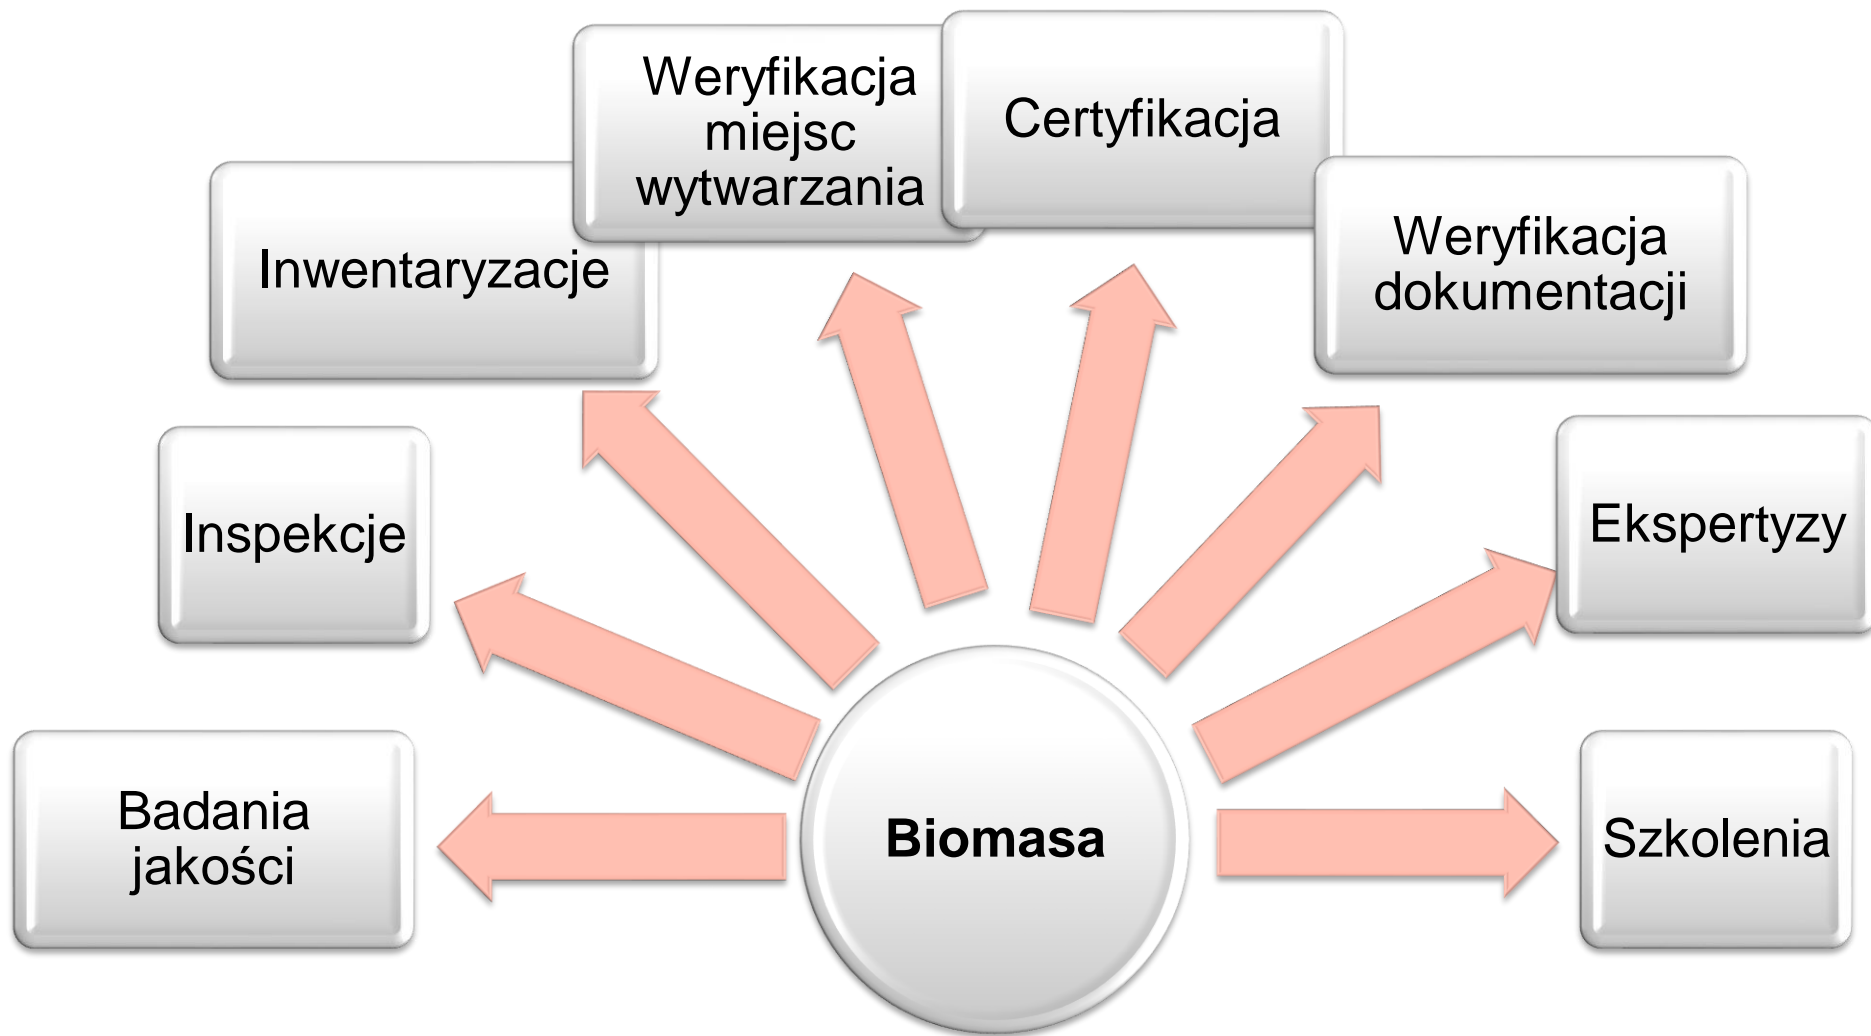 Weryfikacja
miejsc
wytwarzania
Certyfikacja
Inwentaryzacje
Weryfikacja
dokumentacji
Inspekcje
Ekspertyzy
Badania
jakości
Biomasa
Szkolenia